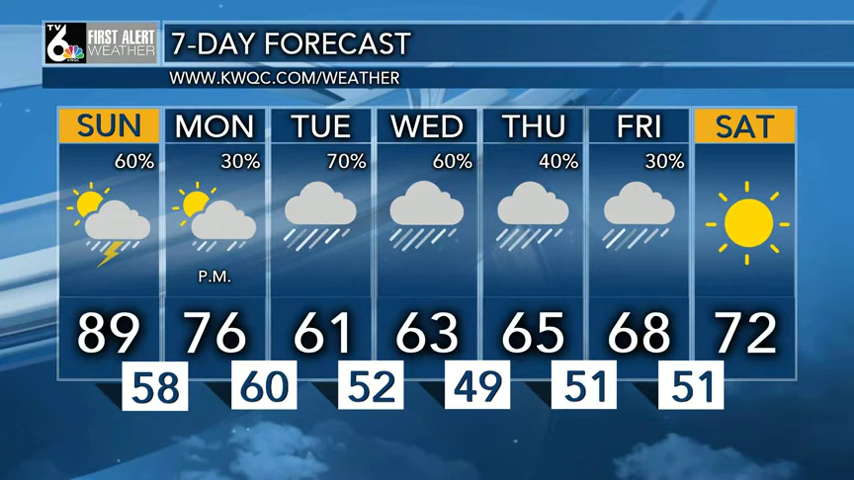 TV
6
KWQC
FIRST ALERT
WEATHER
7-DAY FORECAST
WWW.KWQC.COM/WEATHER
SUN MON TUE WED THU FRI SAT
60% 30% 70% 60% 40% 30%
P.M.
89 76 61 63 65 68 72
58 60 52 49 51 51